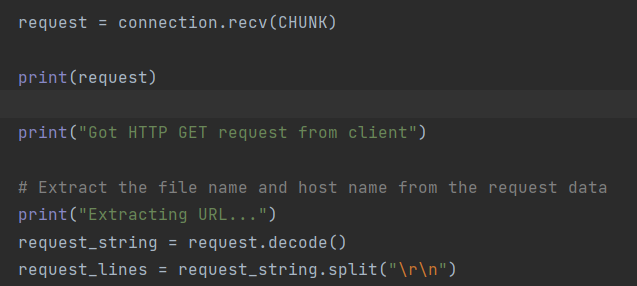 request = connection.recv(CHUNK)
print(request)
print("Got HTTP GET request from client")
# Extract the file name and host name from the request data
print("Extracting URL...")
request_string = request.decode()
request_lines = request_string.split("\r\n")